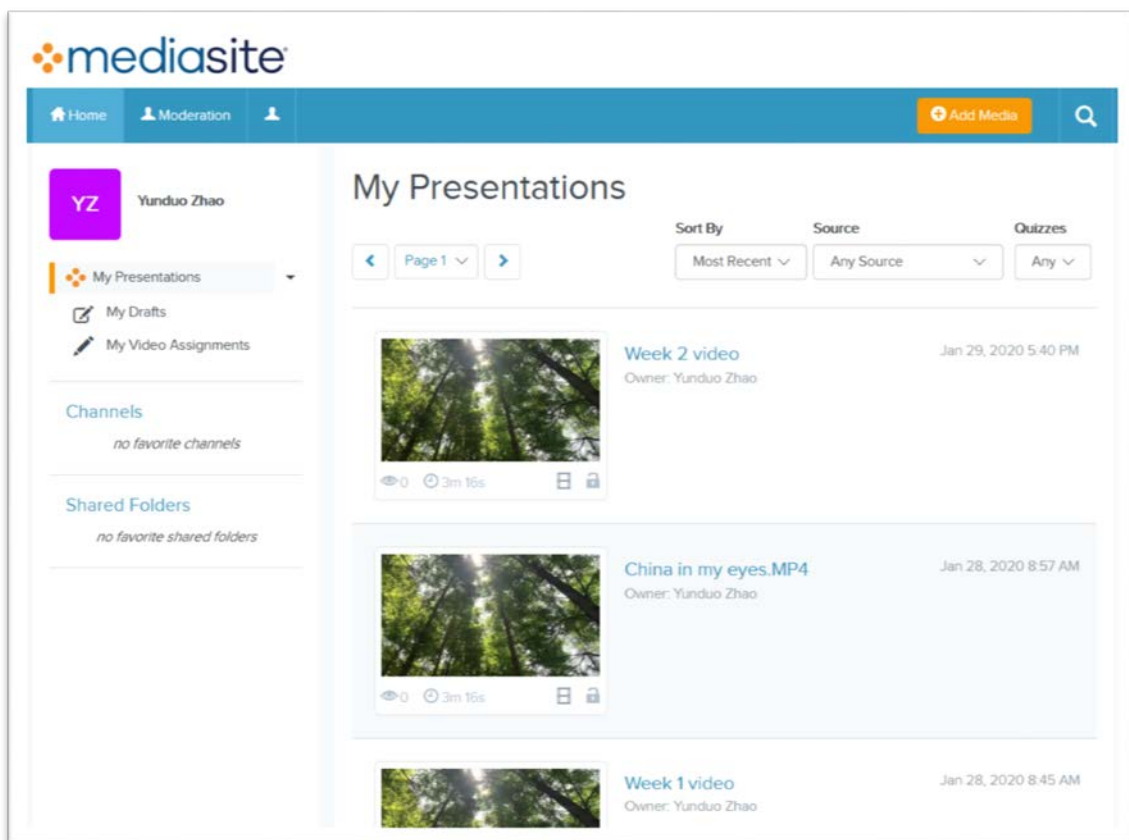 mediasite
Home Moderation Add Media
YZ Yunduo Zhao
My Presentations
My Drafts
My Video Assignments
Channels
no favorite channels
Shared Folders
no favorite shared folders
My Presentations
Sort By Source Quizzes
Page 1 Most Recent Any Source Any
Week 2 video Jan 29, 2020 5:40 PM
Owner: Yunduo Zhao
0 3m 16s
China in my eyes.MP4 Jan 28, 2020 8:57 AM
Owner: Yunduo Zhao
0 3m 16s
Week 1 video Jan 28, 2020 8:45 AM
Owner: Yunduo Zhao